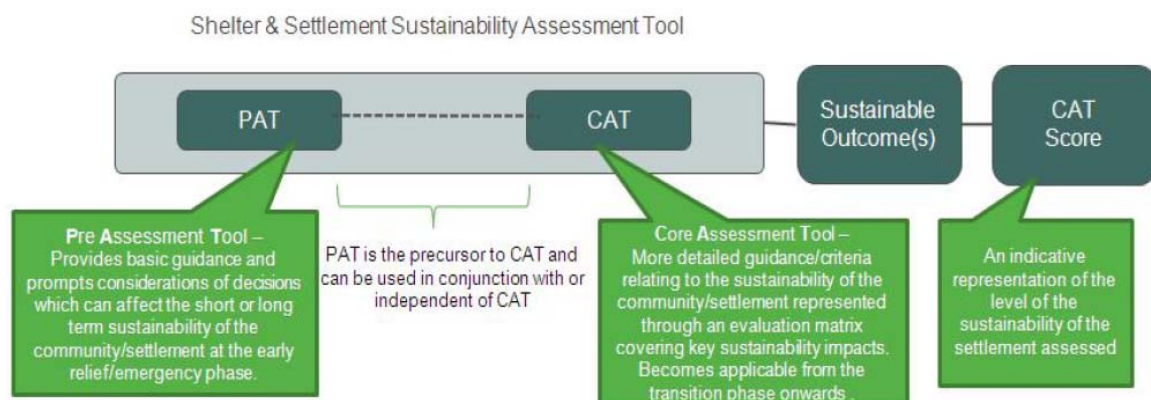 Shelter & Settlement Sustainability Assessment Tool
PAT
CAT
Sustainable
Outcome(s)
CAT
Score
Pre Assessment Tool –
Provides basic guidance and
prompts considerations of decisions
which can affect the short or long
term sustainability of the
community/settlement at the early
relief/emergency phase.
PAT is the precursor to CAT and
can be used in conjunction with or
independent of CAT
Core Assessment Tool –
More detailed guidance/criteria
relating to the sustainability of the
community/settlement represented
through an evaluation matrix
covering key sustainability impacts.
Becomes applicable from the
transition phase onwards .
An indicative
representation of the
level of the
sustainability of the
settlement assessed